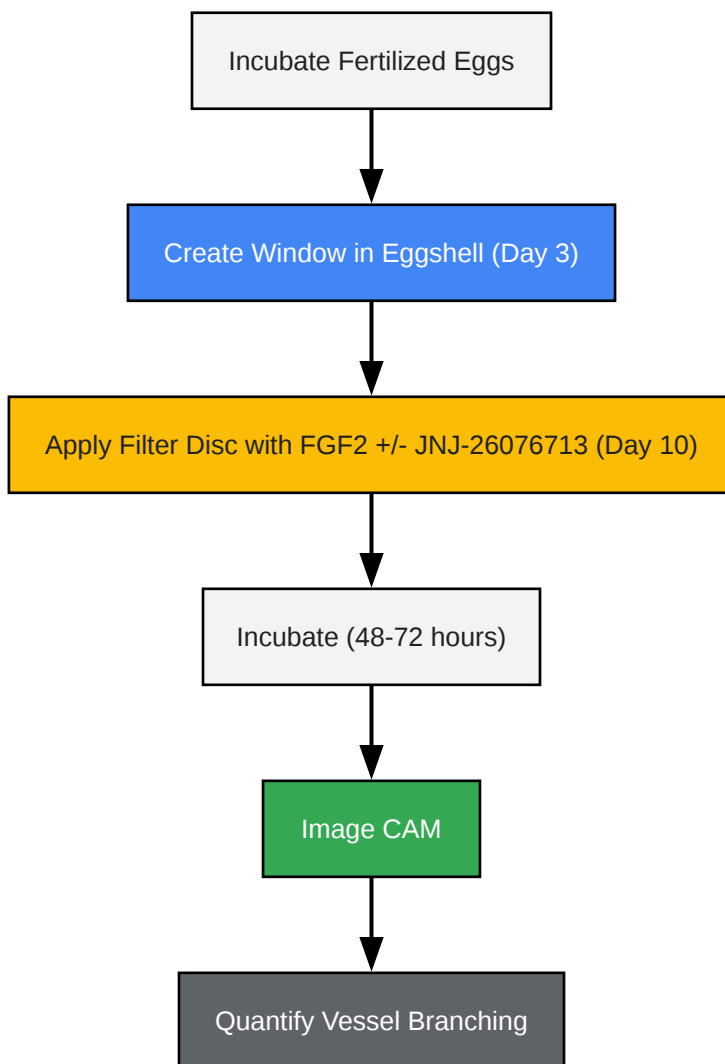 Incubate Fertilized Eggs
Create Window in Eggshell (Day 3)
Apply Filter Disc with FGF2 +/- JNJ-26076713 (Day 10)
Incubate (48-72 hours)
Image CAM
Quantify Vessel Branching